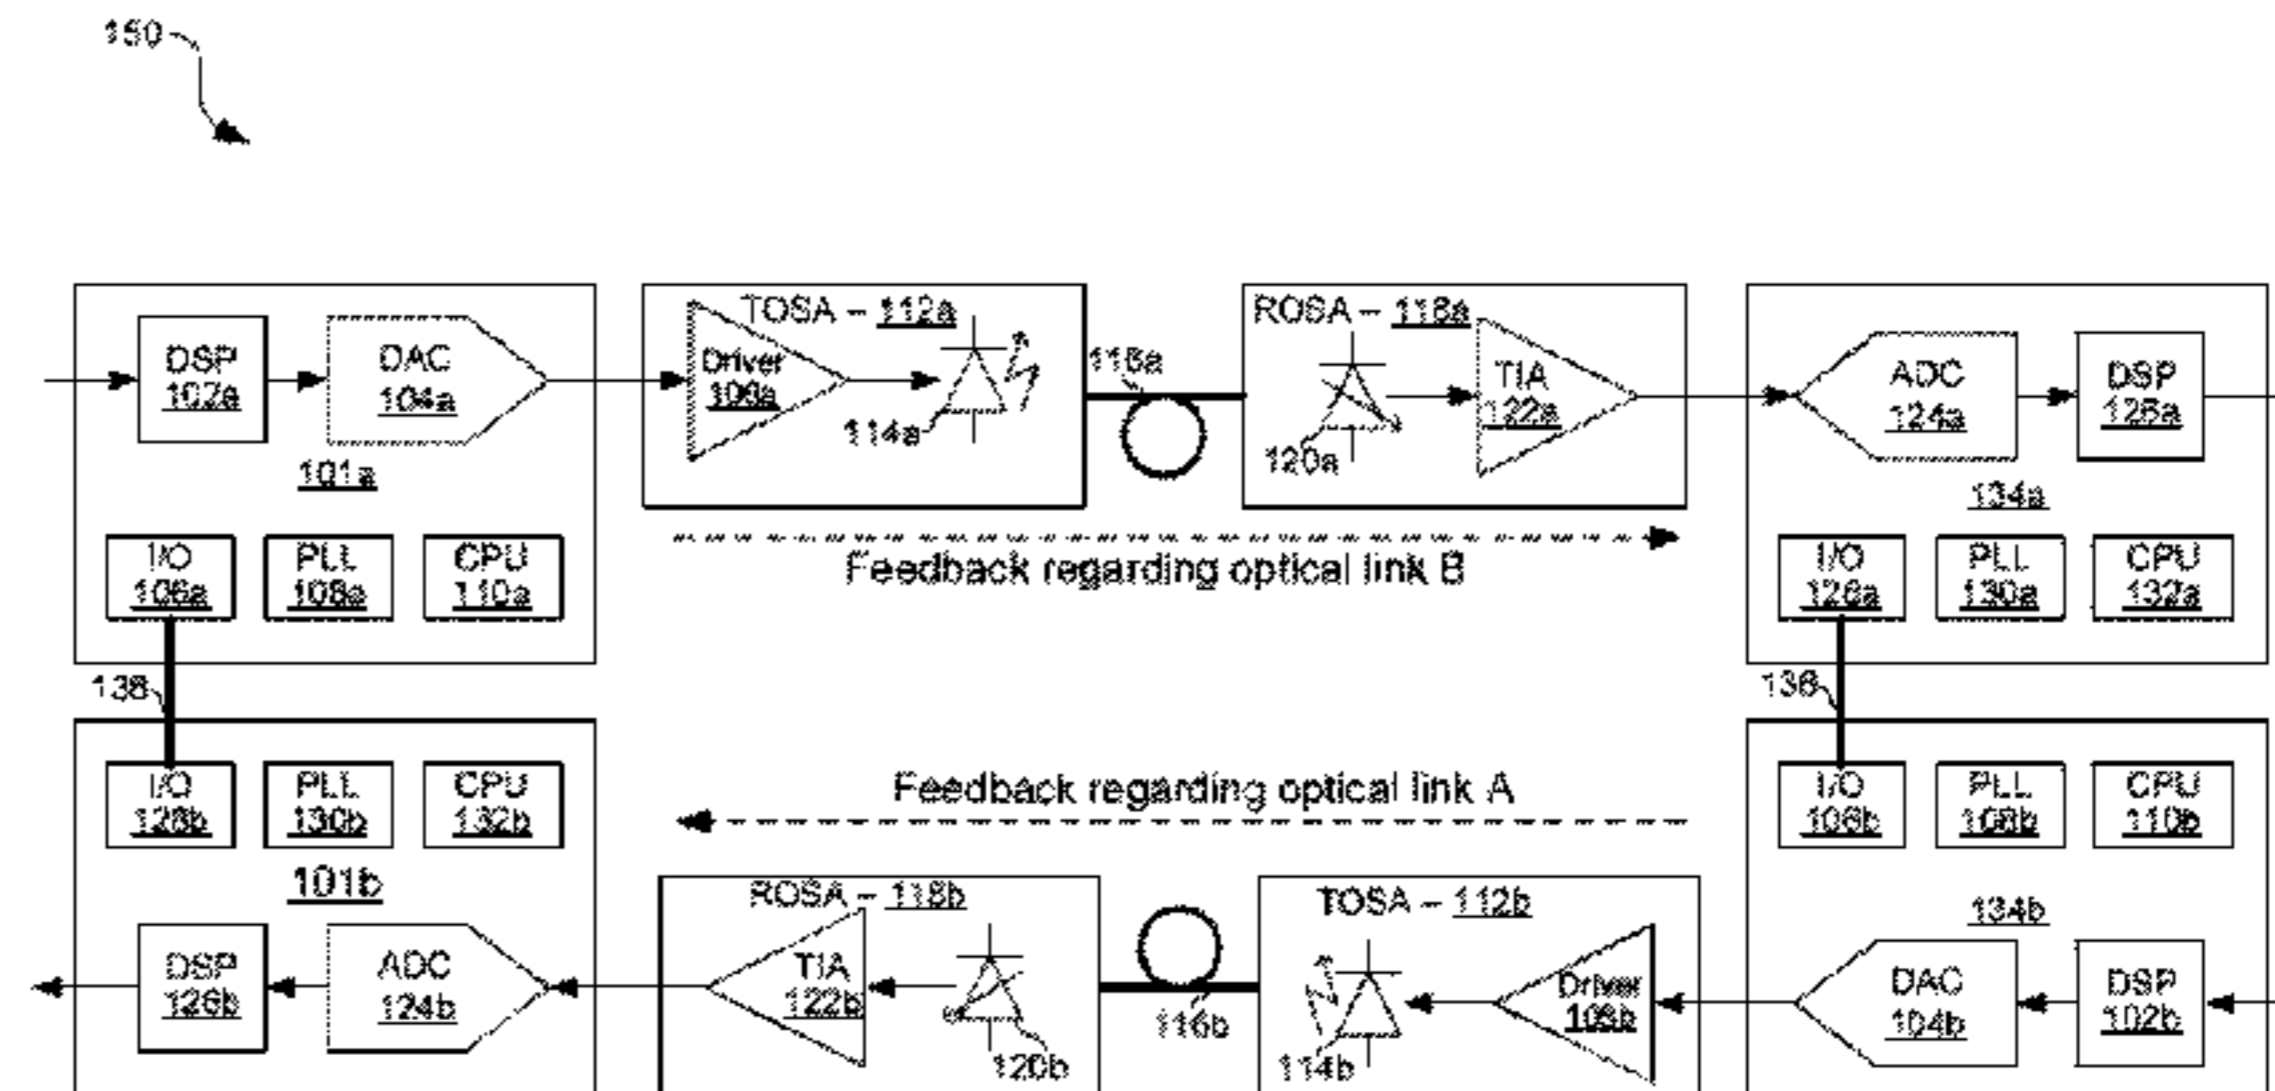 150
TOSA – 112a
ROSA – 118a
DSP
102a
DAC
104a
Driver
109a
114a
116a
120a
TIA
122a
ADC
124a
DSP
126a
101a
134a
I/O
106a
PLL
108a
CPU
110a
Feedback regarding optical link B
I/O
PLL
130a
CPU
132a
138
136
I/O
128b
PLL
130b
CPU
132b
Feedback regarding optical link A
I/O
106b
PLL
108b
CPU
110b
101b
134b
ROSA – 118b
TOSA – 112b
DSP
126b
ADC
124b
TIA
122b
120b
116b
114b
Driver
DAC
104b
DSP
102b